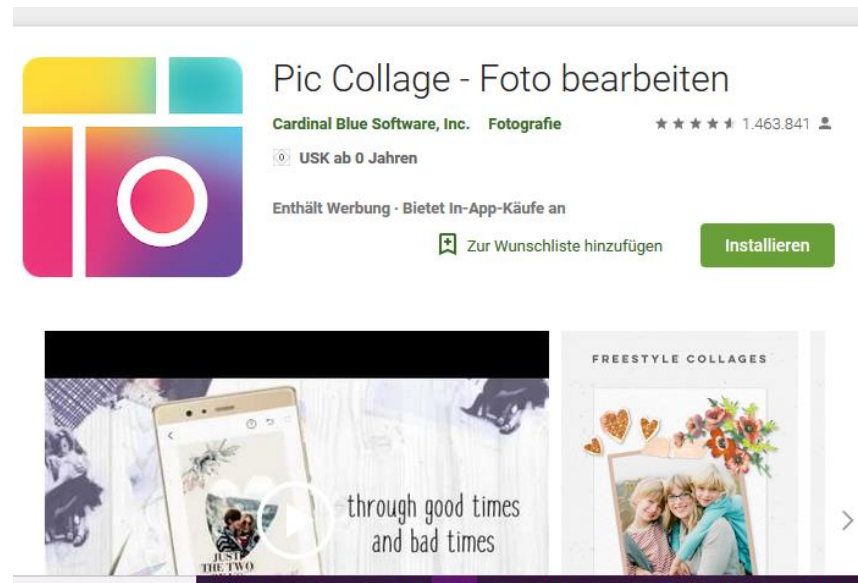 Pic Collage - Foto bearbeiten
Cardinal Blue Software, Inc. Fotografie 1.463.841
0 USK ab 0 Jahren
Enthält Werbung · Bietet In-App-Käufe an
Zur Wunschliste hinzufügen Installieren
FREESTYLE COLLAGES
through good times
and bad times
JUST
THE TWO